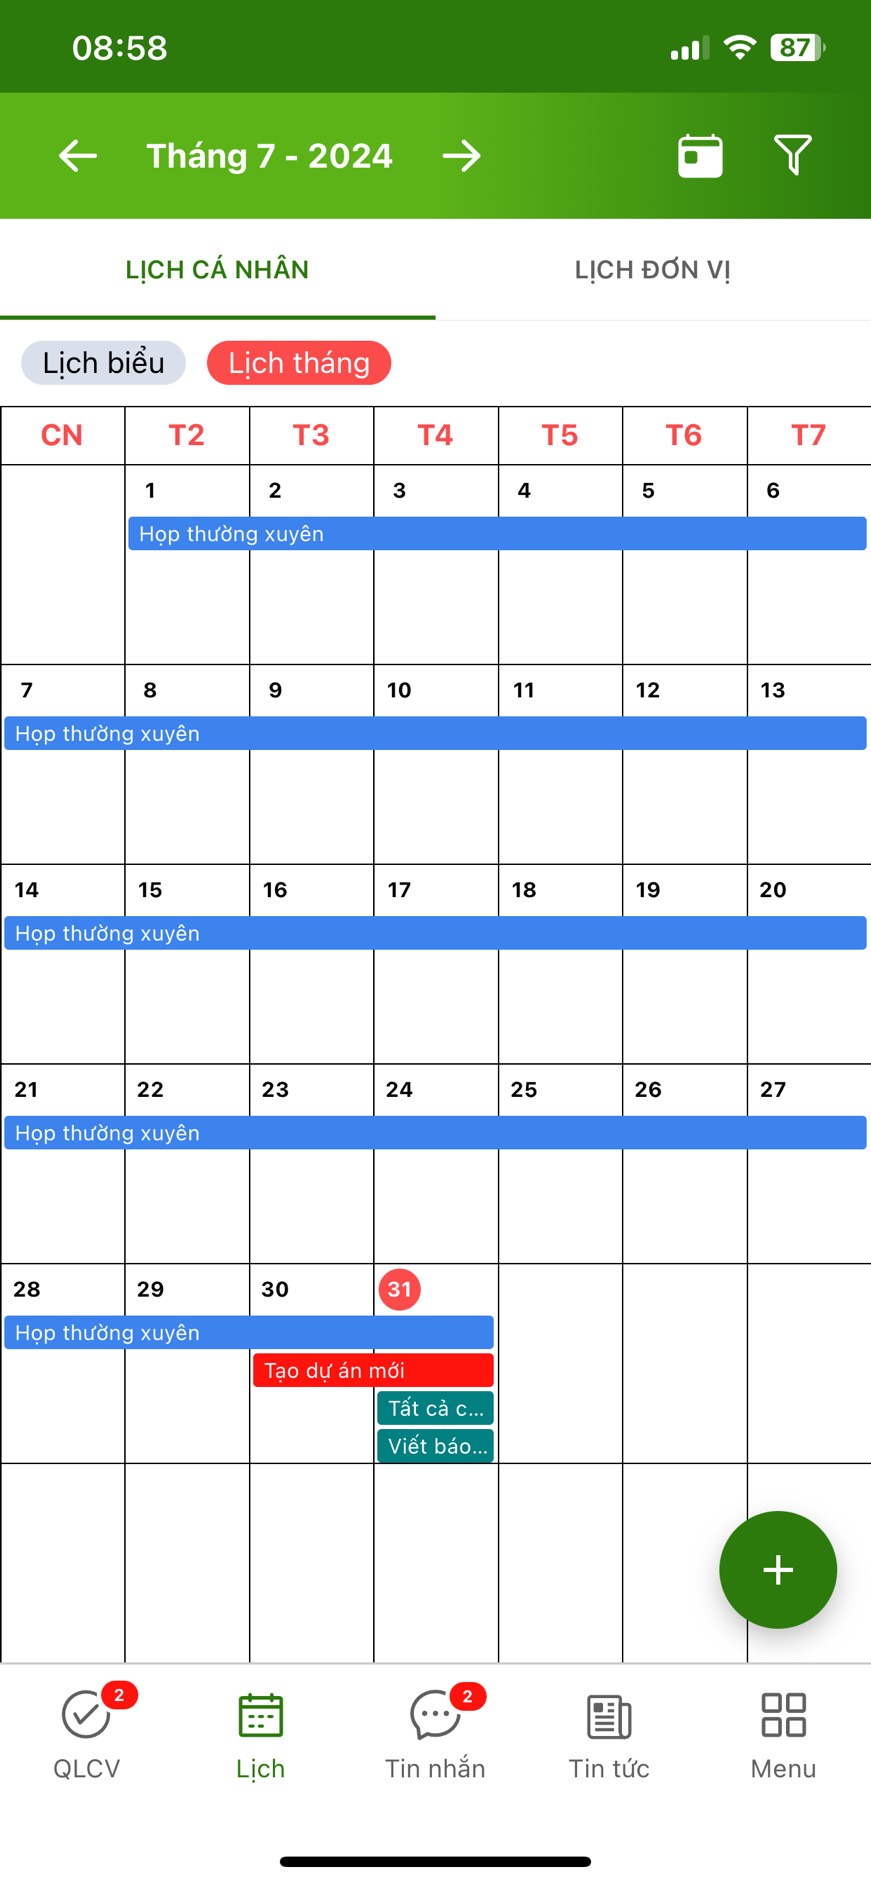 08:58
87
Tháng 7 - 2024
LỊCH CÁ NHÂN
LỊCH ĐƠN VỊ
Lịch biểu
Lịch tháng
CN T2 T3 T4 T5 T6 T7
1 2 3 4 5 6
Họp thường xuyên
7 8 9 10 11 12 13
Họp thường xuyên
14 15 16 17 18 19 20
Họp thường xuyên
21 22 23 24 25 26 27
Họp thường xuyên
28 29 30 31
Họp thường xuyên
Tạo dự án mới
Tất cả c...
Viết báo...
+
2
2
QLCV
Lịch
Tin nhắn
Tin tức
Menu